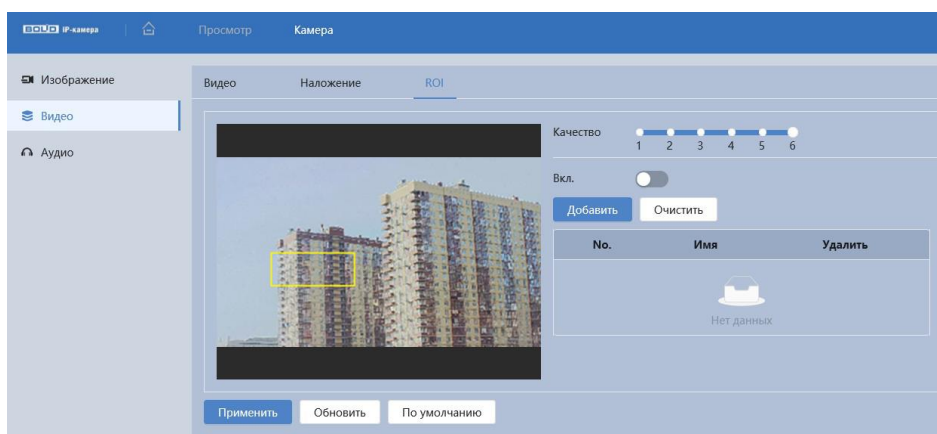 BOLID IP-камера
Просмотр
Камера
Изображение
Видео
Аудио
Видео
Наложение
ROI
Качество
1 2 3 4 5 6
Вкл.
Добавить
Очистить
No. Имя Удалить
Нет данных
Применить
Обновить
По умолчанию